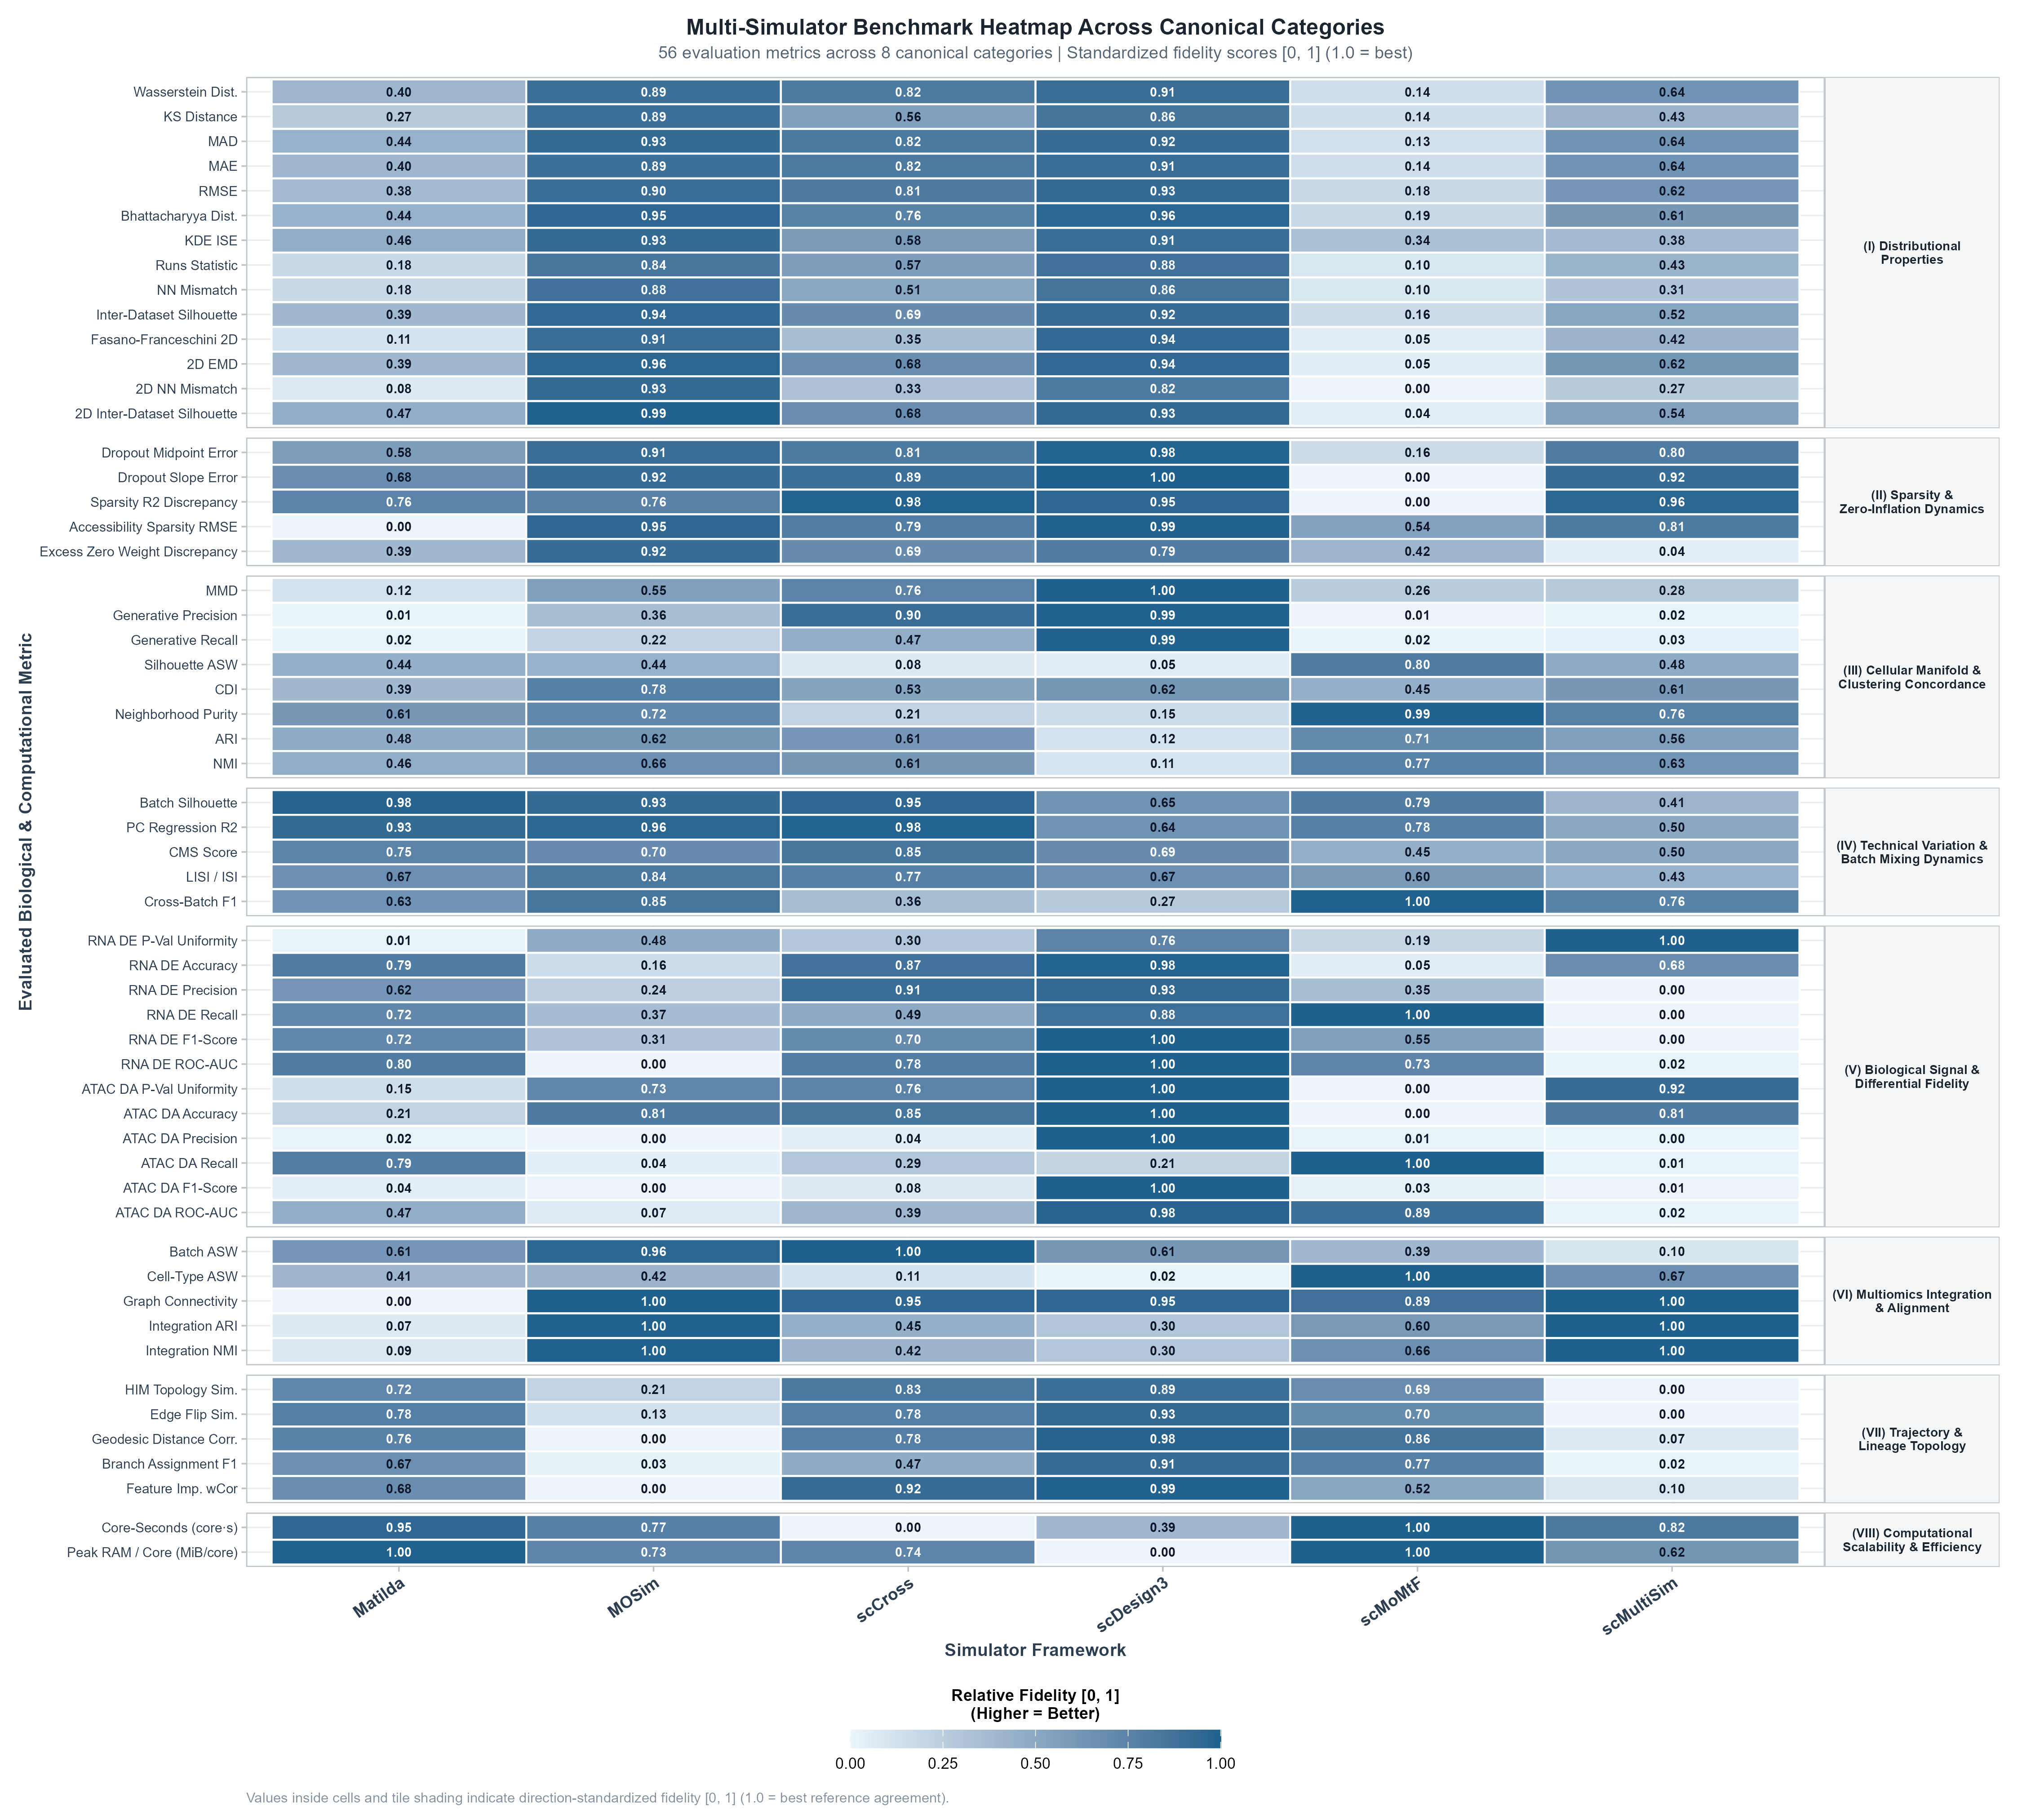 Multi-Simulator Benchmark Heatmap Across Canonical Categories
56 evaluation metrics across 8 canonical categories | Standardized fidelity scores [0, 1] (1.0 = best)
Evaluated Biological & Computational Metric
Wasserstein Dist. 0.40 0.89 0.82 0.91 0.14 0.64
KS Distance 0.27 0.89 0.56 0.86 0.14 0.43
MAD 0.44 0.93 0.82 0.92 0.13 0.64
MAE 0.40 0.89 0.82 0.91 0.14 0.64
RMSE 0.38 0.90 0.81 0.93 0.18 0.62
Bhattacharyya Dist. 0.44 0.95 0.76 0.96 0.19 0.61
KDE ISE 0.46 0.93 0.58 0.91 0.34 0.38
Runs Statistic 0.18 0.84 0.57 0.88 0.10 0.43
NN Mismatch 0.18 0.88 0.51 0.86 0.10 0.31
Inter-Dataset Silhouette 0.39 0.94 0.69 0.92 0.16 0.52
Fasano-Franceschini 2D 0.11 0.91 0.35 0.94 0.05 0.42
2D EMD 0.39 0.96 0.68 0.94 0.05 0.62
2D NN Mismatch 0.08 0.93 0.33 0.82 0.00 0.27
2D Inter-Dataset Silhouette 0.47 0.99 0.68 0.93 0.04 0.54
(I) Distributional
Properties
Dropout Midpoint Error 0.58 0.91 0.81 0.98 0.16 0.80
Dropout Slope Error 0.68 0.92 0.89 1.00 0.00 0.92
Sparsity R2 Discrepancy 0.76 0.76 0.98 0.95 0.00 0.96
Accessibility Sparsity RMSE 0.00 0.95 0.79 0.99 0.54 0.81
Excess Zero Weight Discrepancy 0.39 0.92 0.69 0.79 0.42 0.04
(II) Sparsity &
Zero-Inflation Dynamics
MMD 0.12 0.55 0.76 1.00 0.26 0.28
Generative Precision 0.01 0.36 0.90 0.99 0.01 0.02
Generative Recall 0.02 0.22 0.47 0.99 0.02 0.03
Silhouette ASW 0.44 0.44 0.08 0.05 0.80 0.48
CDI 0.39 0.78 0.53 0.62 0.45 0.61
Neighborhood Purity 0.61 0.72 0.21 0.15 0.99 0.76
ARI 0.48 0.62 0.61 0.12 0.71 0.56
NMI 0.46 0.66 0.61 0.11 0.77 0.63
(III) Cellular Manifold &
Clustering Concordance
Batch Silhouette 0.98 0.93 0.95 0.65 0.79 0.41
PC Regression R2 0.93 0.96 0.98 0.64 0.78 0.50
CMS Score 0.75 0.70 0.85 0.69 0.45 0.50
LISI / ISI 0.67 0.84 0.77 0.67 0.60 0.43
Cross-Batch F1 0.63 0.85 0.36 0.27 1.00 0.76
(IV) Technical Variation &
Batch Mixing Dynamics
RNA DE P-Val Uniformity 0.01 0.48 0.30 0.76 0.19 1.00
RNA DE Accuracy 0.79 0.16 0.87 0.98 0.05 0.68
RNA DE Precision 0.62 0.24 0.91 0.93 0.35 0.00
RNA DE Recall 0.72 0.37 0.49 0.88 1.00 0.00
RNA DE F1-Score 0.72 0.31 0.70 1.00 0.55 0.00
RNA DE ROC-AUC 0.80 0.00 0.78 1.00 0.73 0.02
ATAC DA P-Val Uniformity 0.15 0.73 0.76 1.00 0.00 0.92
ATAC DA Accuracy 0.21 0.81 0.85 1.00 0.00 0.81
ATAC DA Precision 0.02 0.00 0.04 1.00 0.01 0.00
ATAC DA Recall 0.79 0.04 0.29 0.21 1.00 0.01
ATAC DA F1-Score 0.04 0.00 0.08 1.00 0.03 0.01
ATAC DA ROC-AUC 0.47 0.07 0.39 0.98 0.89 0.02
(V) Biological Signal &
Differential Fidelity
Batch ASW 0.61 0.96 1.00 0.61 0.39 0.10
Cell-Type ASW 0.41 0.42 0.11 0.02 1.00 0.67
Graph Connectivity 0.00 1.00 0.95 0.95 0.89 1.00
Integration ARI 0.07 1.00 0.45 0.30 0.60 1.00
Integration NMI 0.09 1.00 0.42 0.30 0.66 1.00
(VI) Multiomics Integration
& Alignment
HIM Topology Sim. 0.72 0.21 0.83 0.89 0.69 0.00
Edge Flip Sim. 0.78 0.13 0.78 0.93 0.70 0.00
Geodesic Distance Corr. 0.76 0.00 0.78 0.98 0.86 0.07
Branch Assignment F1 0.67 0.03 0.47 0.91 0.77 0.02
Feature Imp. wCor 0.68 0.00 0.92 0.99 0.52 0.10
(VII) Trajectory &
Lineage Topology
Core-Seconds (core·s) 0.95 0.77 0.00 0.39 1.00 0.82
Peak RAM / Core (MiB/core) 1.00 0.73 0.74 0.00 1.00 0.62
(VIII) Computational
Scalability & Efficiency
Matilda MOSim scCross scDesign3 scMoMtF scMultiSim
Simulator Framework
Relative Fidelity [0, 1]
(Higher = Better)
0.00 0.25 0.50 0.75 1.00
Values inside cells and tile shading indicate direction-standardized fidelity [0, 1] (1.0 = best reference agreement).